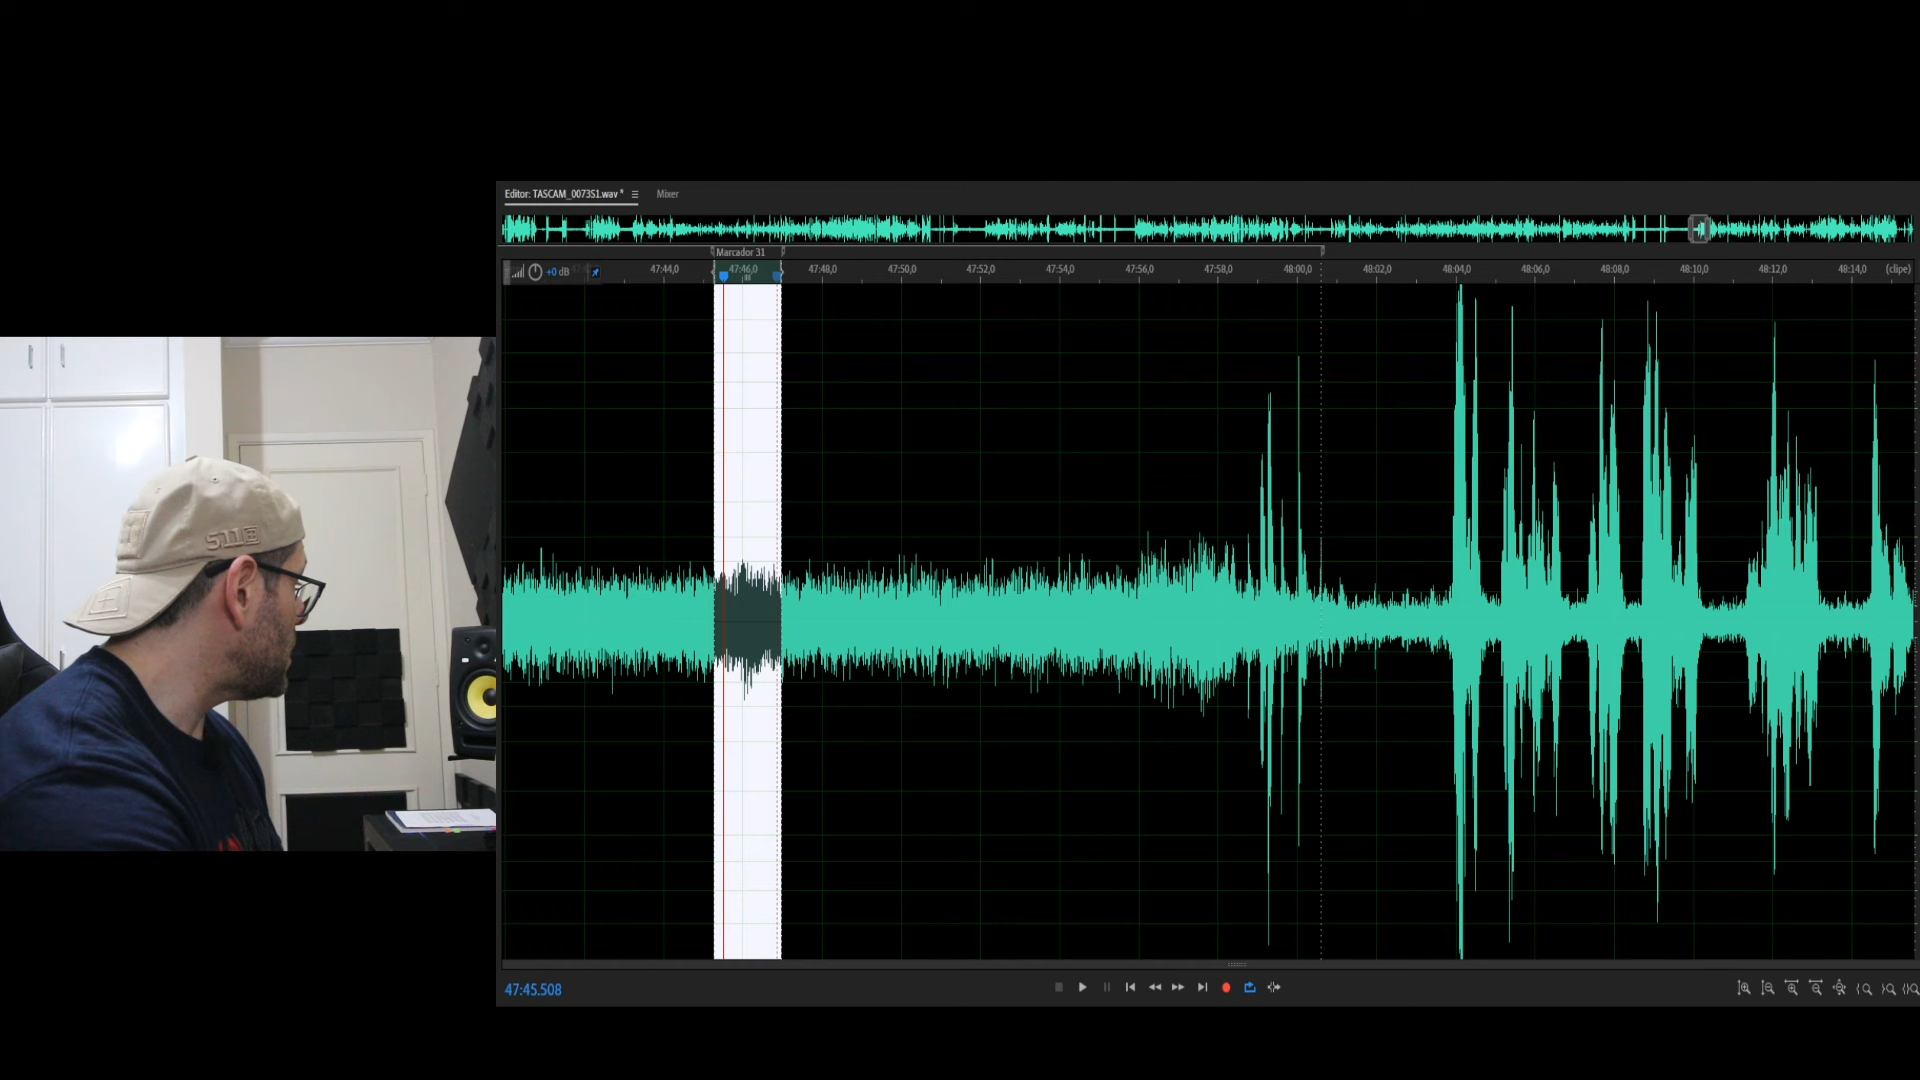 Editor: TASCAM_0073S1.wav * Mixer
Marcador 31
+0 dB 47:44,0 47:46,0 47:48,0 47:50,0 47:52,0 47:54,0 47:56,0 47:58,0 48:00,0 48:02,0 48:04,0 48:06,0 48:08,0 48:10,0 48:12,0 48:14,0 (clipe)
5.11
47:45.508